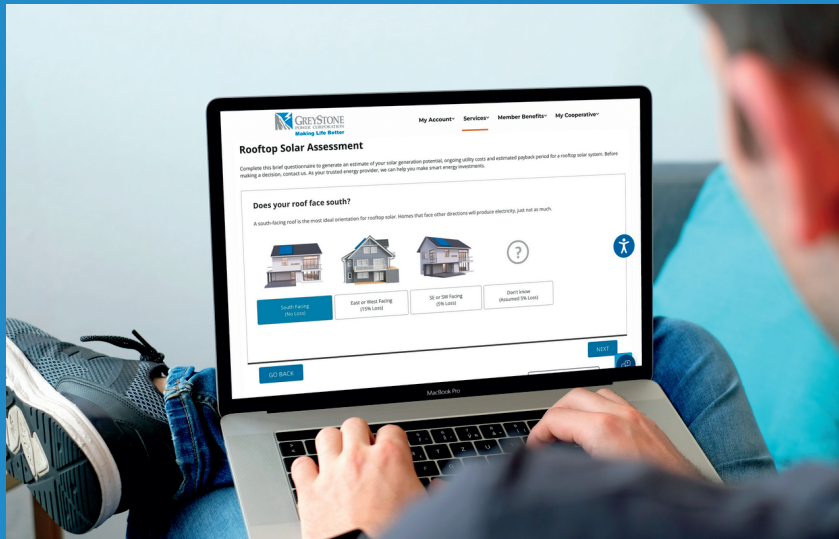 GREYSTONE
POWER CORPORATION
Making Life Better
My Account
Services
Member Benefits
My Cooperative
Rooftop Solar Assessment
Complete this brief questionnaire to generate an estimate of your solar generation potential, ongoing utility costs and estimated payback period for a rooftop solar system. Before
making a decision, contact us. As your trusted energy provider, we can help you make smart energy investments.
Does your roof face south?
A south-facing roof is the most ideal orientation for rooftop solar. Homes that face other directions will produce electricity, just not as much.
?
South Facing
(No Loss)
East or West Facing
(15% Loss)
SE or SW Facing
(5% Loss)
Don't know
(Assumed 5% Loss)
GO BACK
NEXT
MacBook Pro